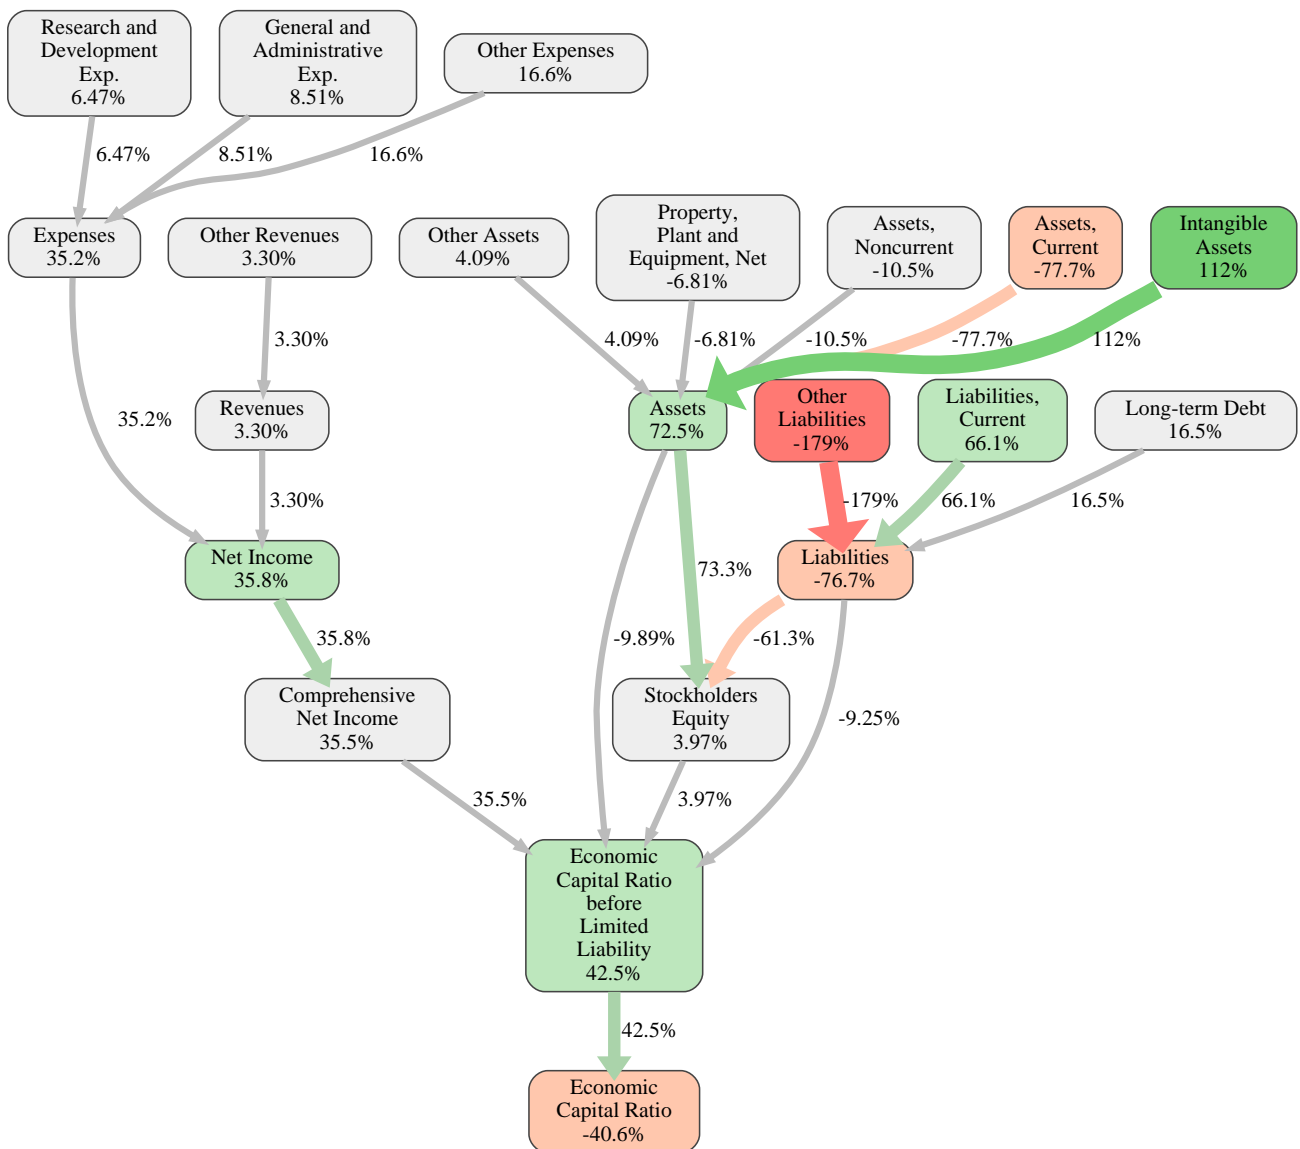 Research and
Development
Exp.
6.47%
General and
Administrative
Exp.
8.51%
Other Expenses
16.6%
6.47%
8.51%
16.6%
Expenses
35.2%
Other Revenues
3.30%
Other Assets
4.09%
Property,
Plant and
Equipment, Net
-6.81%
Assets,
Noncurrent
-10.5%
Assets,
Current
-77.7%
Intangible
Assets
112%
3.30%
4.09%
-6.81%
-10.5%
-77.7%
112%
35.2%
Revenues
3.30%
Assets
72.5%
Other
Liabilities
-179%
Liabilities,
Current
66.1%
Long-term Debt
16.5%
3.30%
-179%
66.1%
16.5%
Net Income
35.8%
73.3%
Liabilities
-76.7%
35.8%
-9.89%
-61.3%
Comprehensive
Net Income
35.5%
Stockholders
Equity
3.97%
-9.25%
35.5%
3.97%
Economic
Capital Ratio
before
Limited
Liability
42.5%
42.5%
Economic
Capital Ratio
-40.6%